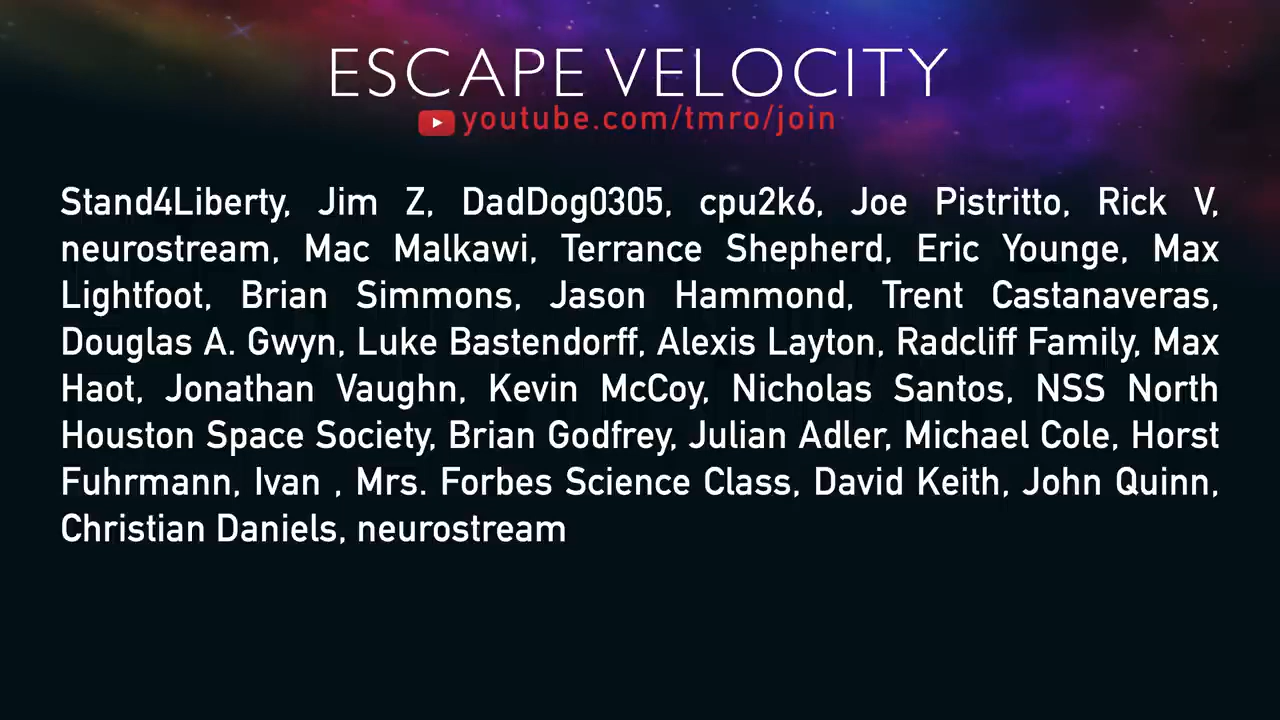 ESCAPE VELOCITY
youtube.com/tmro/join
Stand4Liberty, Jim Z, DadDog0305, cpu2k6, Joe Pistritto, Rick V,
neurostream, Mac Malkawi, Terrance Shepherd, Eric Younge, Max
Lightfoot, Brian Simmons, Jason Hammond, Trent Castanaveras,
Douglas A. Gwyn, Luke Bastendorff, Alexis Layton, Radcliff Family, Max
Haot, Jonathan Vaughn, Kevin McCoy, Nicholas Santos, NSS North
Houston Space Society, Brian Godfrey, Julian Adler, Michael Cole, Horst
Fuhrmann, Ivan , Mrs. Forbes Science Class, David Keith, John Quinn,
Christian Daniels, neurostream